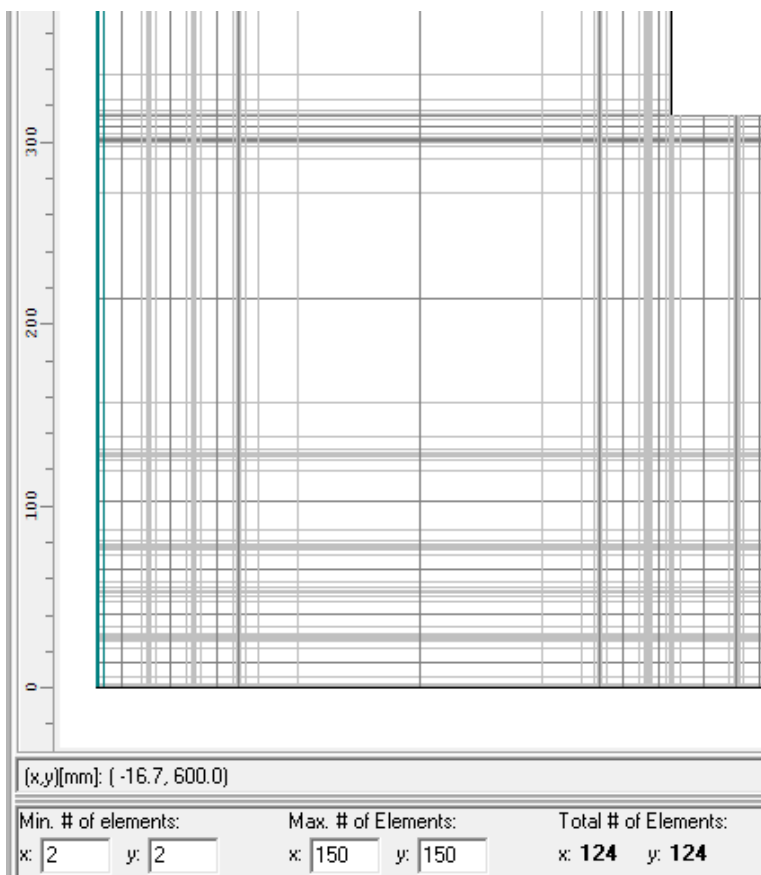 300
200
100
0
(x,y)[mm]: ( -16.7, 600.0)
Min. # of elements: Max. # of Elements: Total # of Elements:
x: 2 y: 2 x: 150 y: 150 x: 124 y: 124